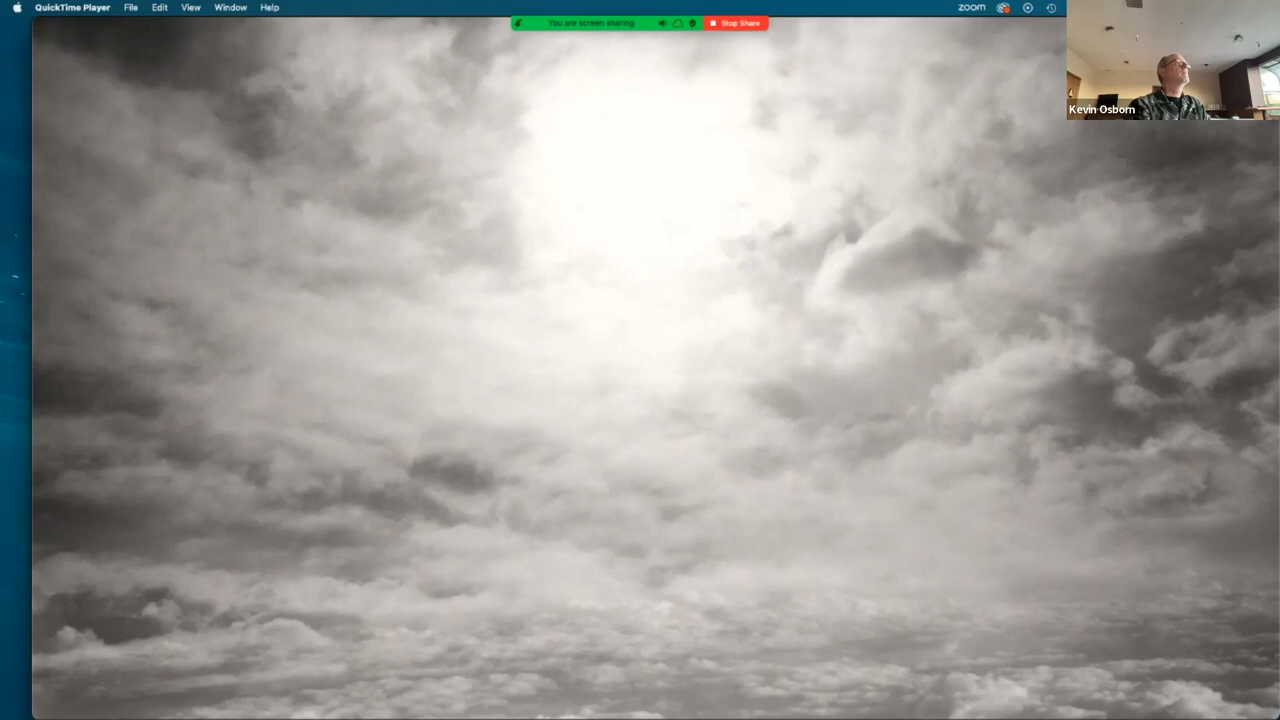 QuickTime Player File Edit View Window Help zoom
You are screen sharing Stop Share
Kevin Osborn